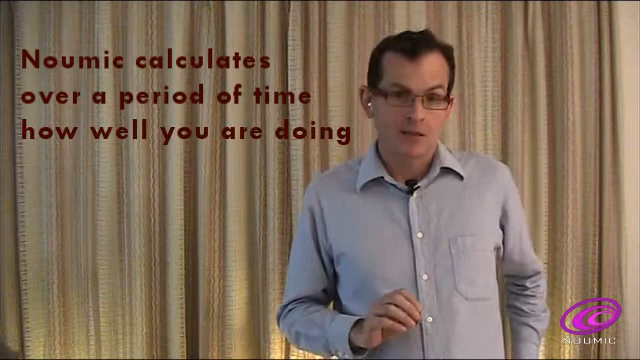 Noumic calculates
over a period of time
how well you are doing
NOUMIC